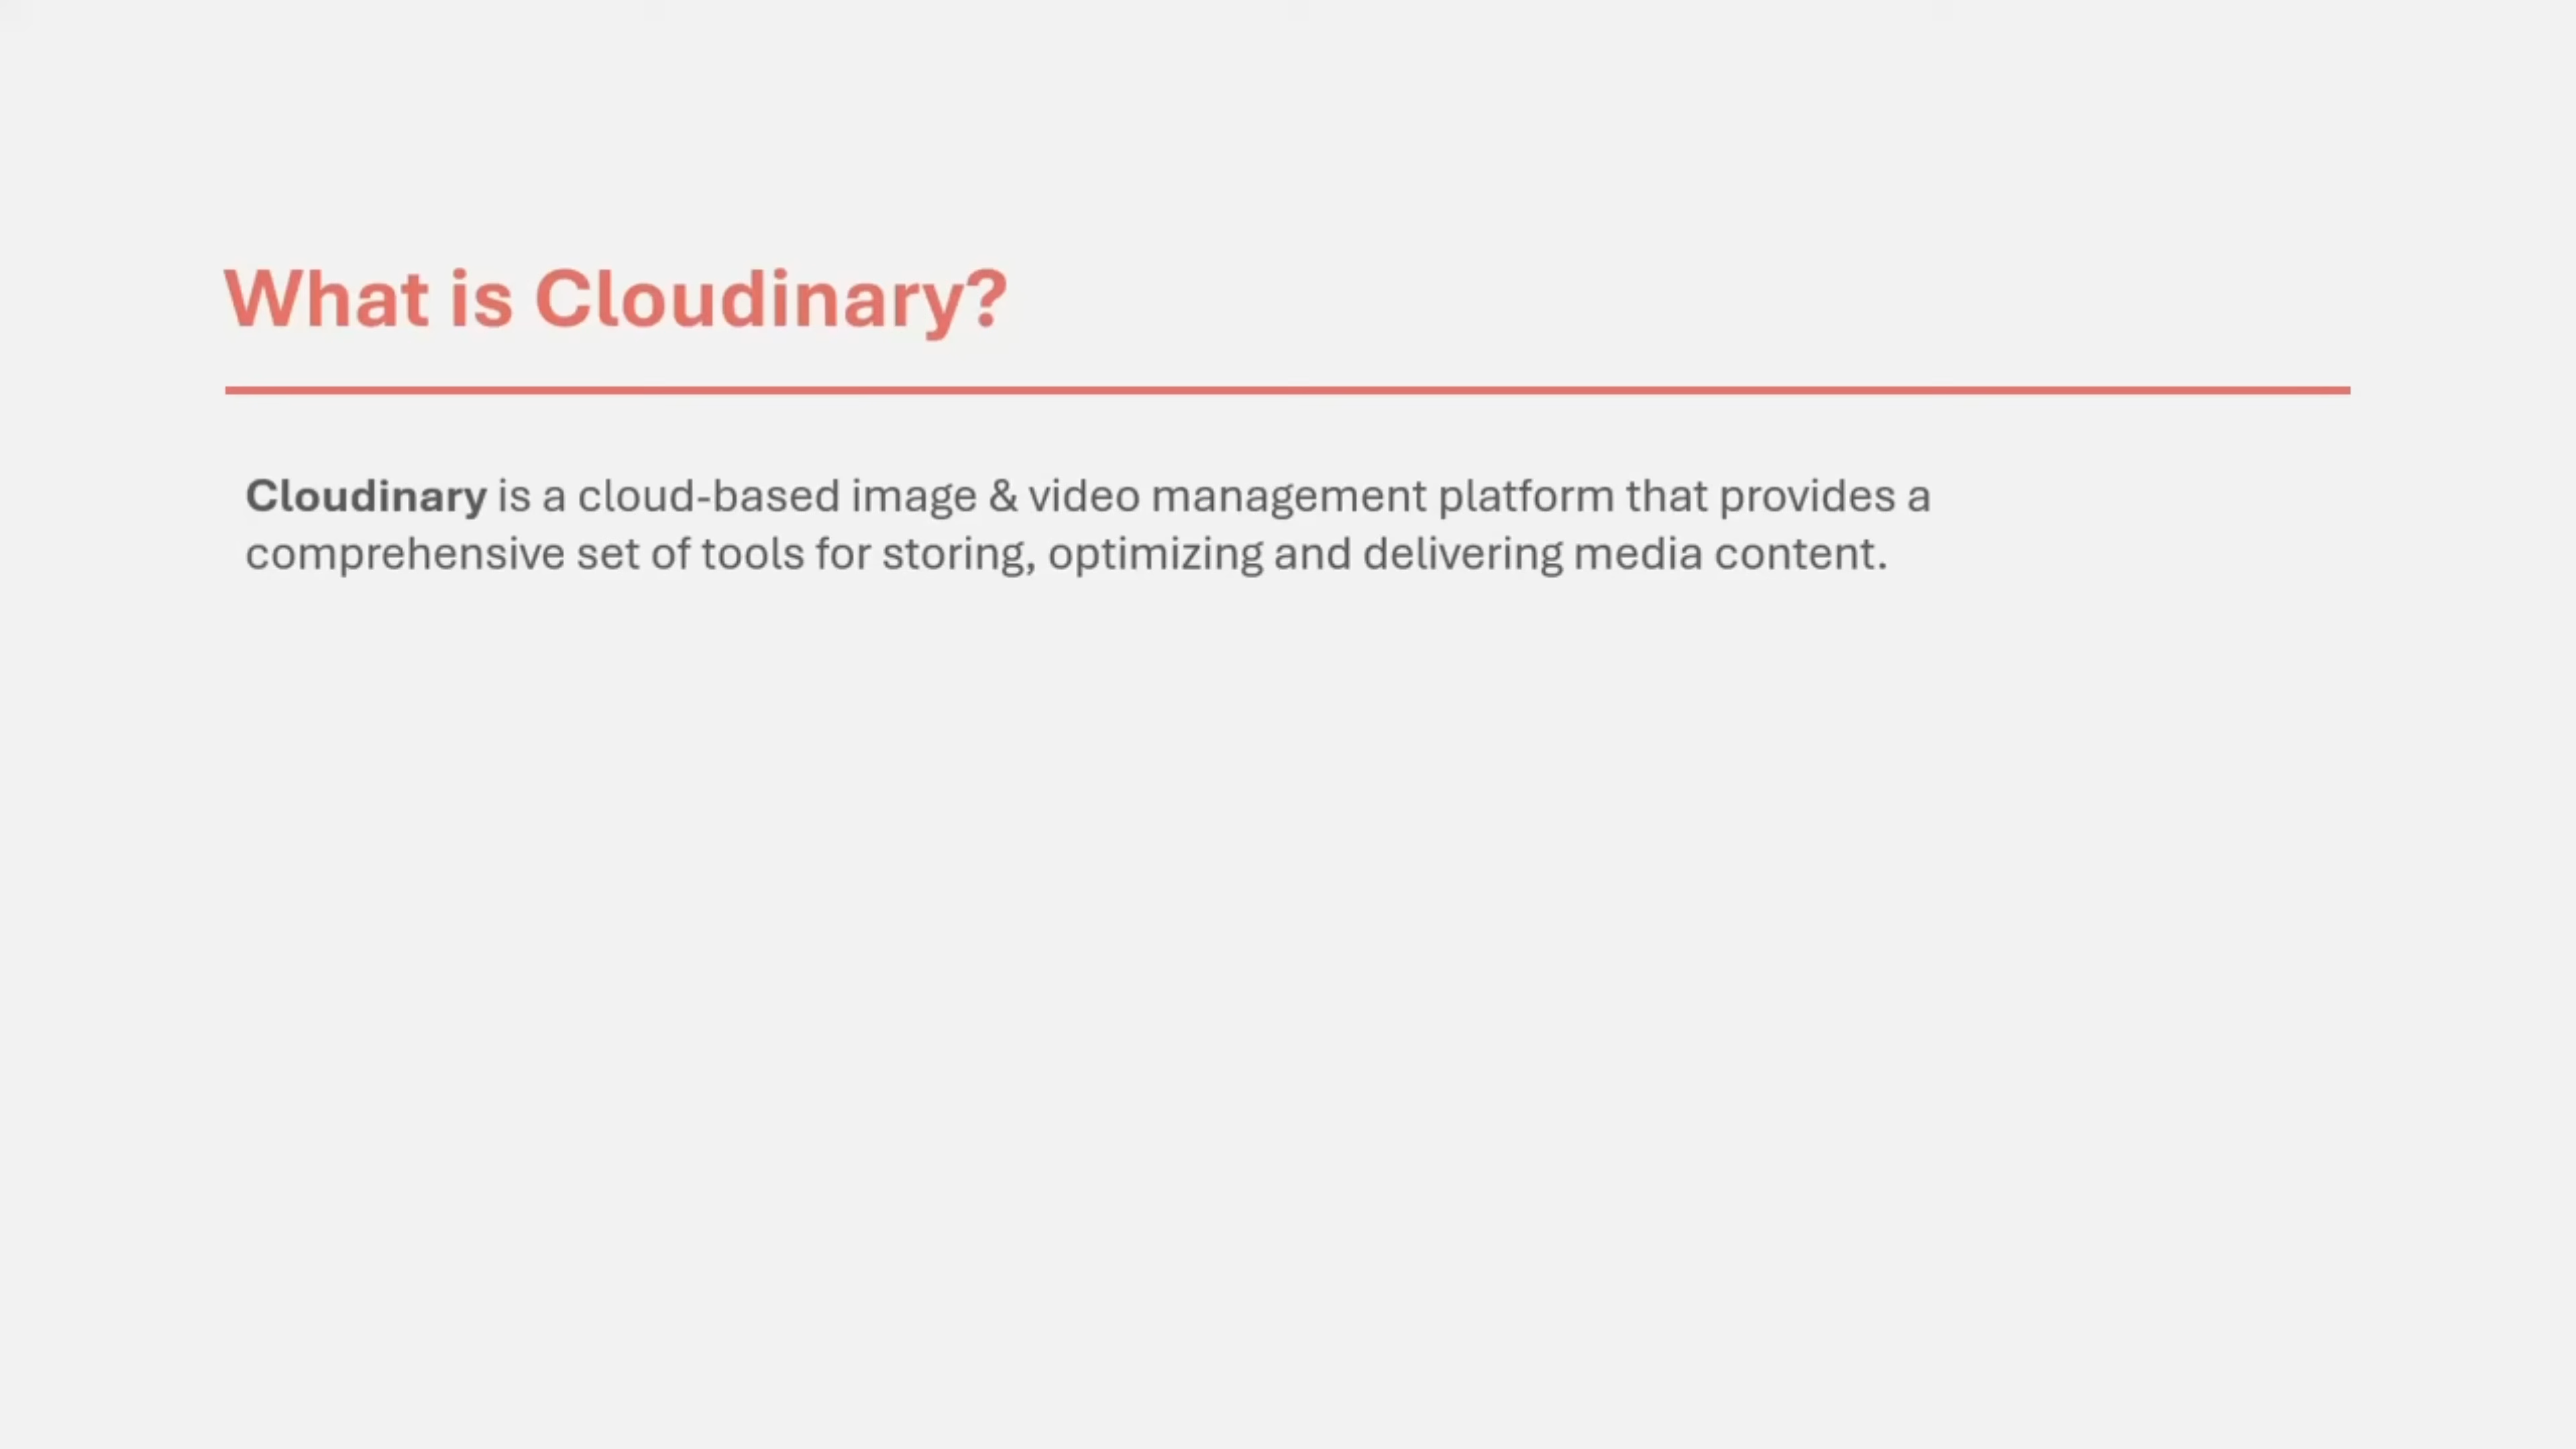 What is Cloudinary?
Cloudinary is a cloud-based image & video management platform that provides a
comprehensive set of tools for storing, optimizing and delivering media content.